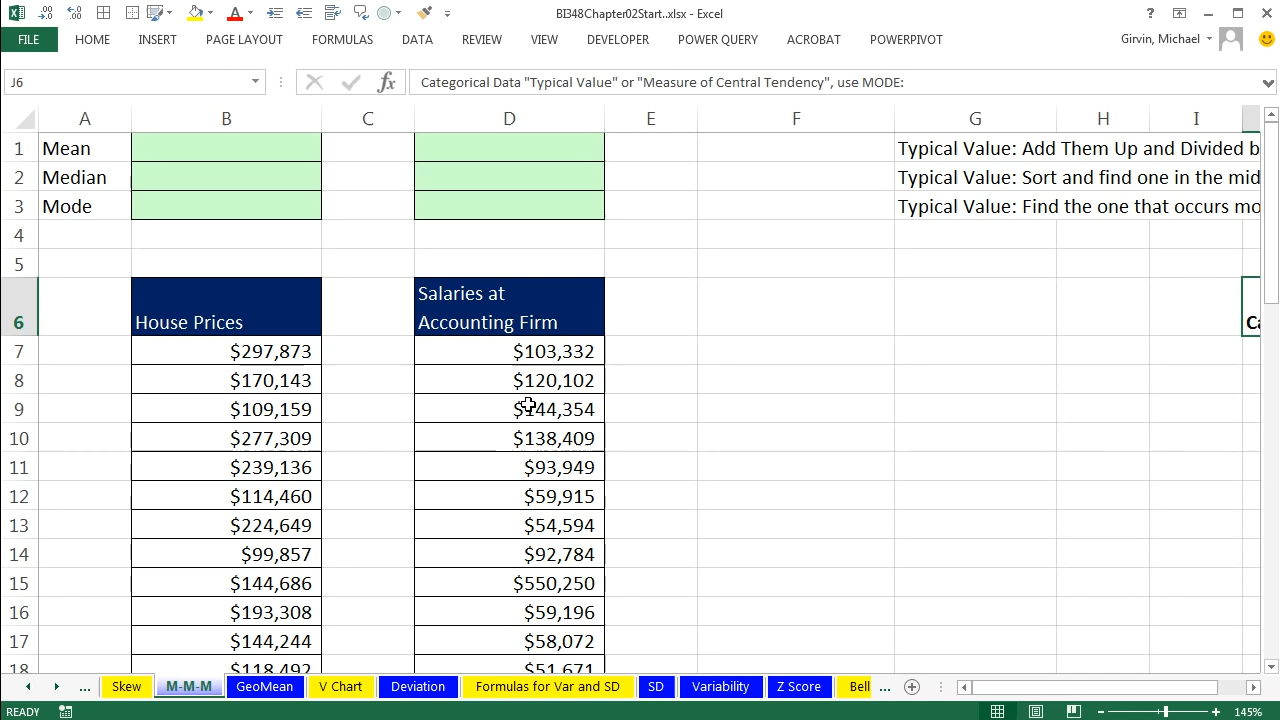 BI348Chapter02Start..xlsx - Excel
FILE HOME INSERT PAGE LAYOUT FORMULAS DATA REVIEW VIEW DEVELOPER POWER QUERY ACROBAT POWERPIVOT Girvin, Michael
J6 fx Categorical Data "Typical Value" or "Measure of Central Tendency", use MODE:
A B C D E F G H I
1 Mean Typical Value: Add Them Up and Divided b
2 Median Typical Value: Sort and find one in the mid
3 Mode Typical Value: Find the one that occurs mo
4
5
Salaries at
6 House Prices Accounting Firm Ca
7 $297,873 $103,332
8 $170,143 $120,102
9 $109,159 $144,354
10 $277,309 $138,409
11 $239,136 $93,949
12 $114,460 $59,915
13 $224,649 $54,594
14 $99,857 $92,784
15 $144,686 $550,250
16 $193,308 $59,196
17 $144,244 $58,072
18 $118,492 $51,671
... Skew M-M-M GeoMean V Chart Deviation Formulas for Var and SD SD Variability Z Score Bell ...
READY 145%